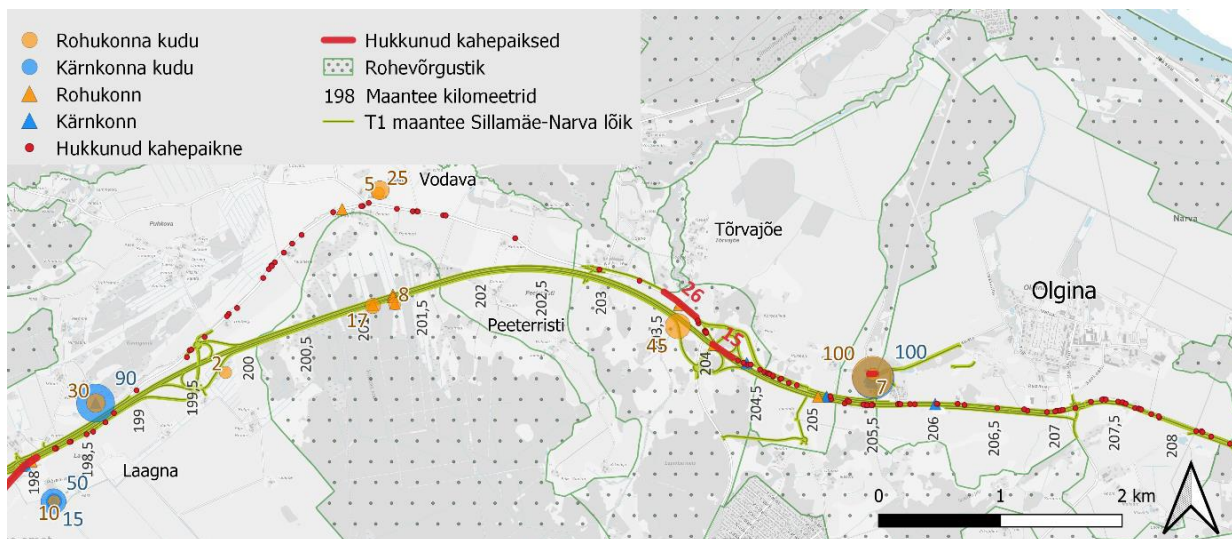 Rohukonna kudu
Kärnkonna kudu
Rohukonn
Kärnkonn
Hukkunud kahepaikne
Hukkunud kahepaiksed
Rohevõrgustik
198 Maantee kilomeetrid
T1 maantee Sillamäe-Narva lõik
5 25
Vodava
Tõrvajõe
Olgina
Narva
Peeterristi
Laagna
8
17
2
30
90
50
10
15
26
15
45
100
100
7
198
198,5
199
199,5
200
200,5
201,5
202
202,5
203
204
204,5
205
205,5
206
206,5
207
207,5
208
0 1 2 km